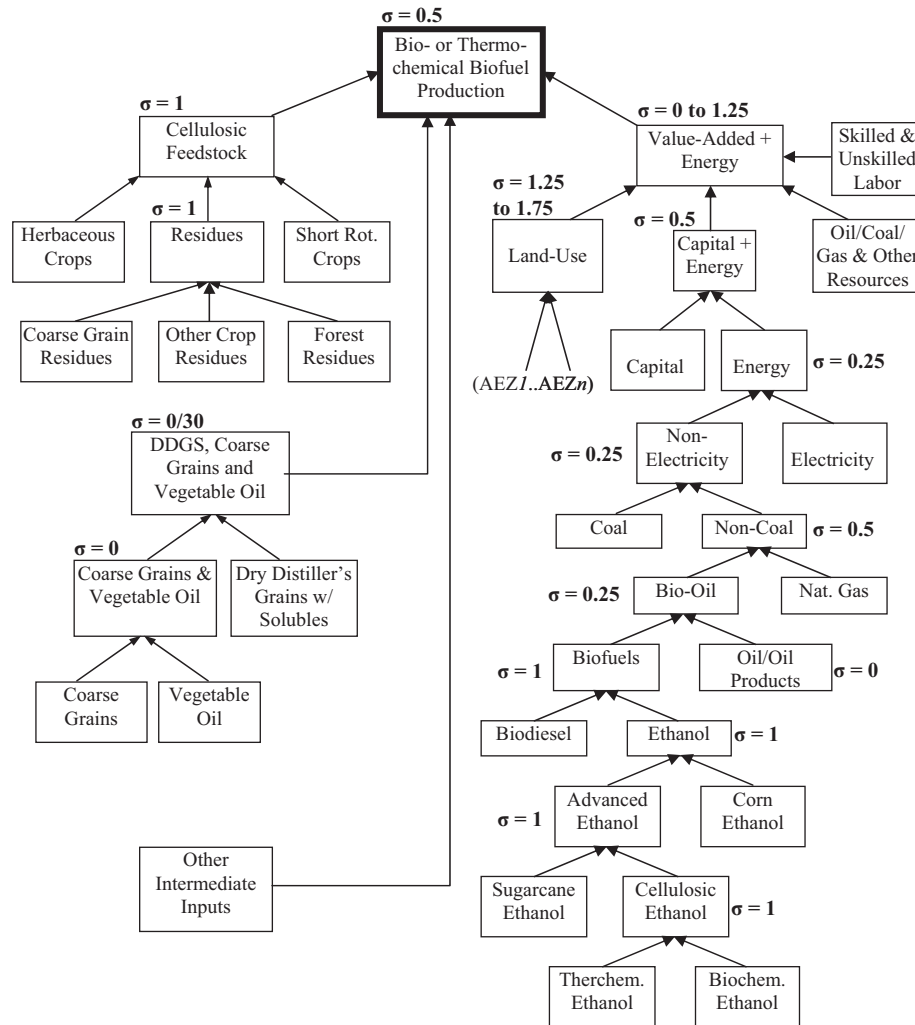 σ = 0.5
Bio- or Thermo-
chemical Biofuel
Production
σ = 1
Cellulosic
Feedstock
σ = 0 to 1.25
Value-Added +
Energy
Skilled &
Unskilled
Labor
σ = 1
Herbaceous
Crops
Residues
Short Rot.
Crops
σ = 1.25
to 1.75
Land-Use
σ = 0.5
Capital +
Energy
Oil/Coal/
Gas & Other
Resources
Coarse Grain
Residues
Other Crop
Residues
Forest
Residues
(AEZ1..AEZn)
Capital
Energy
σ = 0.25
σ = 0/30
DDGS, Coarse
Grains and
Vegetable Oil
σ = 0.25
Non-
Electricity
Electricity
Coal
Non-Coal
σ = 0.5
σ = 0
Coarse Grains &
Vegetable Oil
Dry Distiller's
Grains w/
Solubles
σ = 0.25
Bio-Oil
Nat. Gas
σ = 1
Biofuels
Oil/Oil
Products
σ = 0
Coarse
Grains
Vegetable
Oil
Biodiesel
Ethanol
σ = 1
σ = 1
Advanced
Ethanol
Corn
Ethanol
Other
Intermediate
Inputs
Sugarcane
Ethanol
Cellulosic
Ethanol
σ = 1
Therchem.
Ethanol
Biochem.
Ethanol